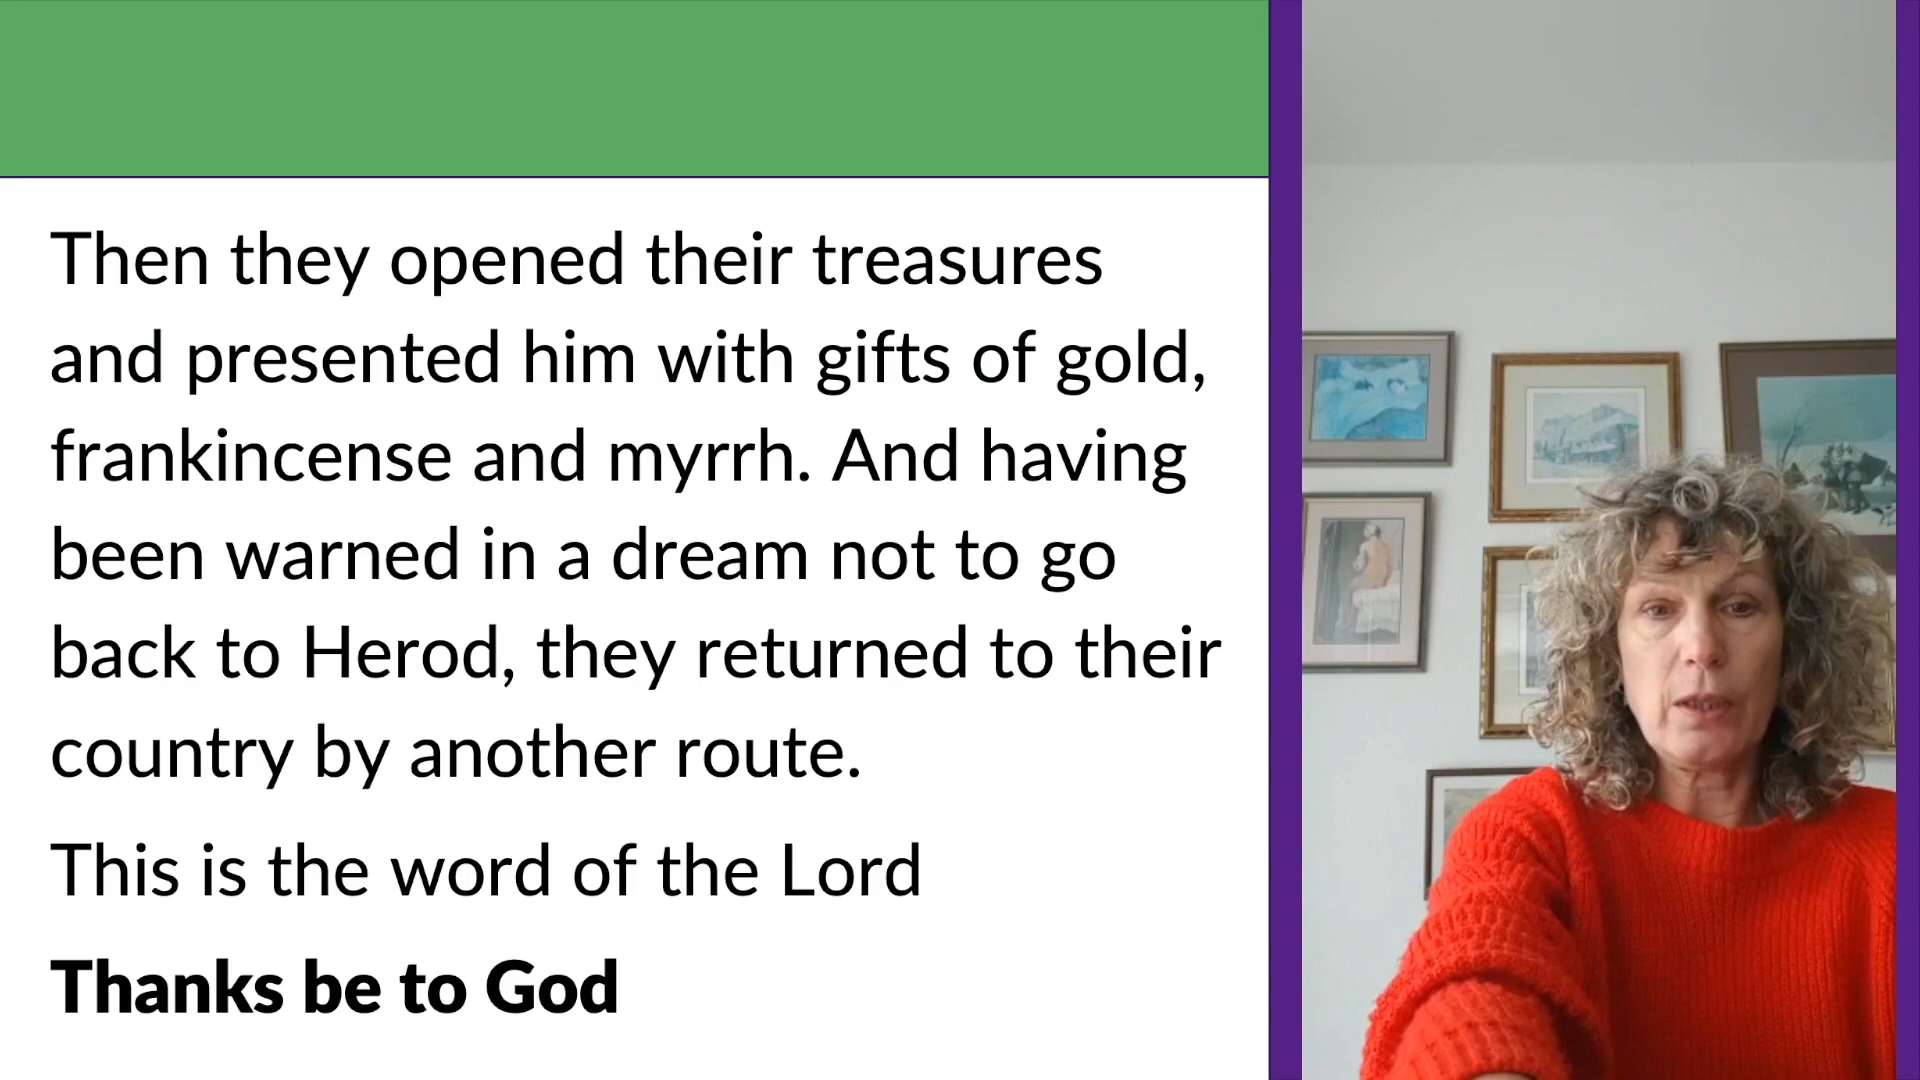 Then they opened their treasures
and presented him with gifts of gold,
frankincense and myrrh. And having
been warned in a dream not to go
back to Herod, they returned to their
country by another route.
This is the word of the Lord
Thanks be to God